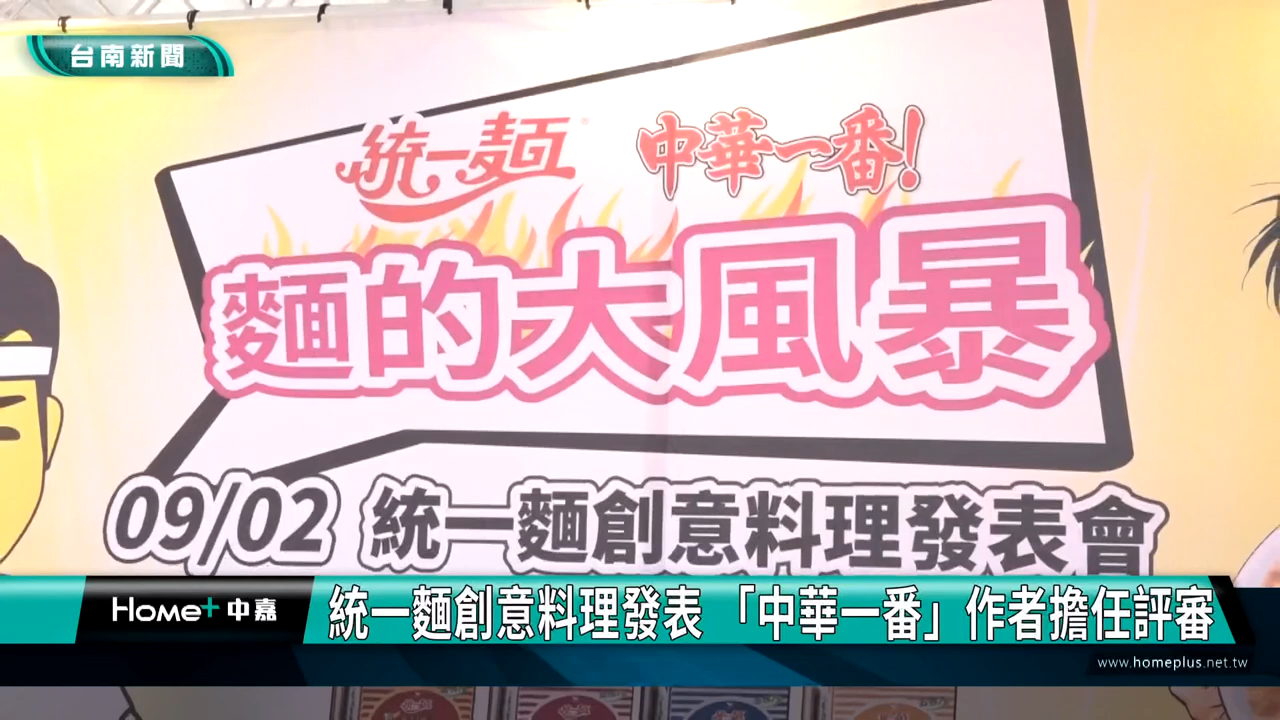 台南新聞
統一麵 中華一番!
麵的大風暴
09/02 統一麵創意料理發表會
Home+中嘉
統一麵創意料理發表 「中華一番」作者擔任評審
www.homeplus.net.tw